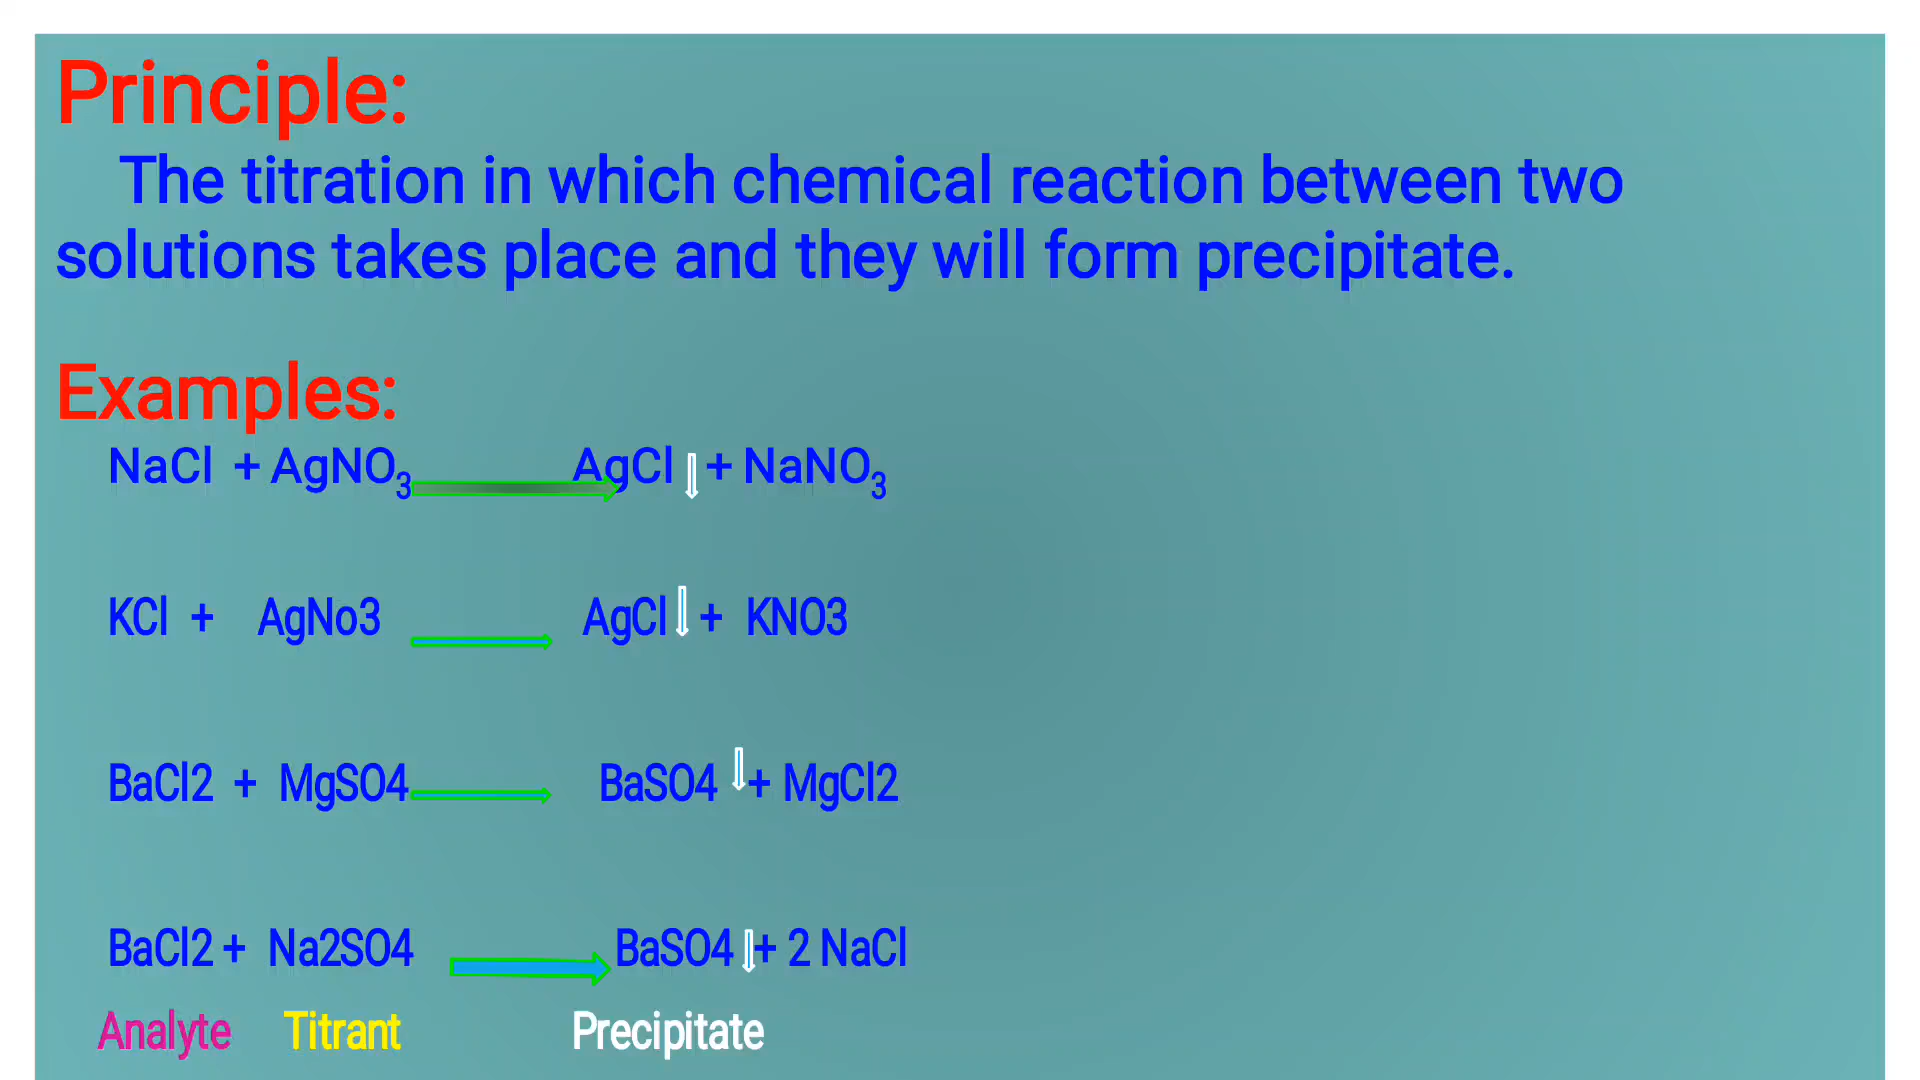 Principle:
The titration in which chemical reaction between two
solutions takes place and they will form precipitate.
Examples:
NaCl + AgNO3 AgCl + NaNO3
KCl + AgNo3 AgCl + KNO3
BaCl2 + MgSO4 BaSO4 + MgCl2
BaCl2 + Na2SO4 BaSO4 + 2 NaCl
Analyte Titrant Precipitate